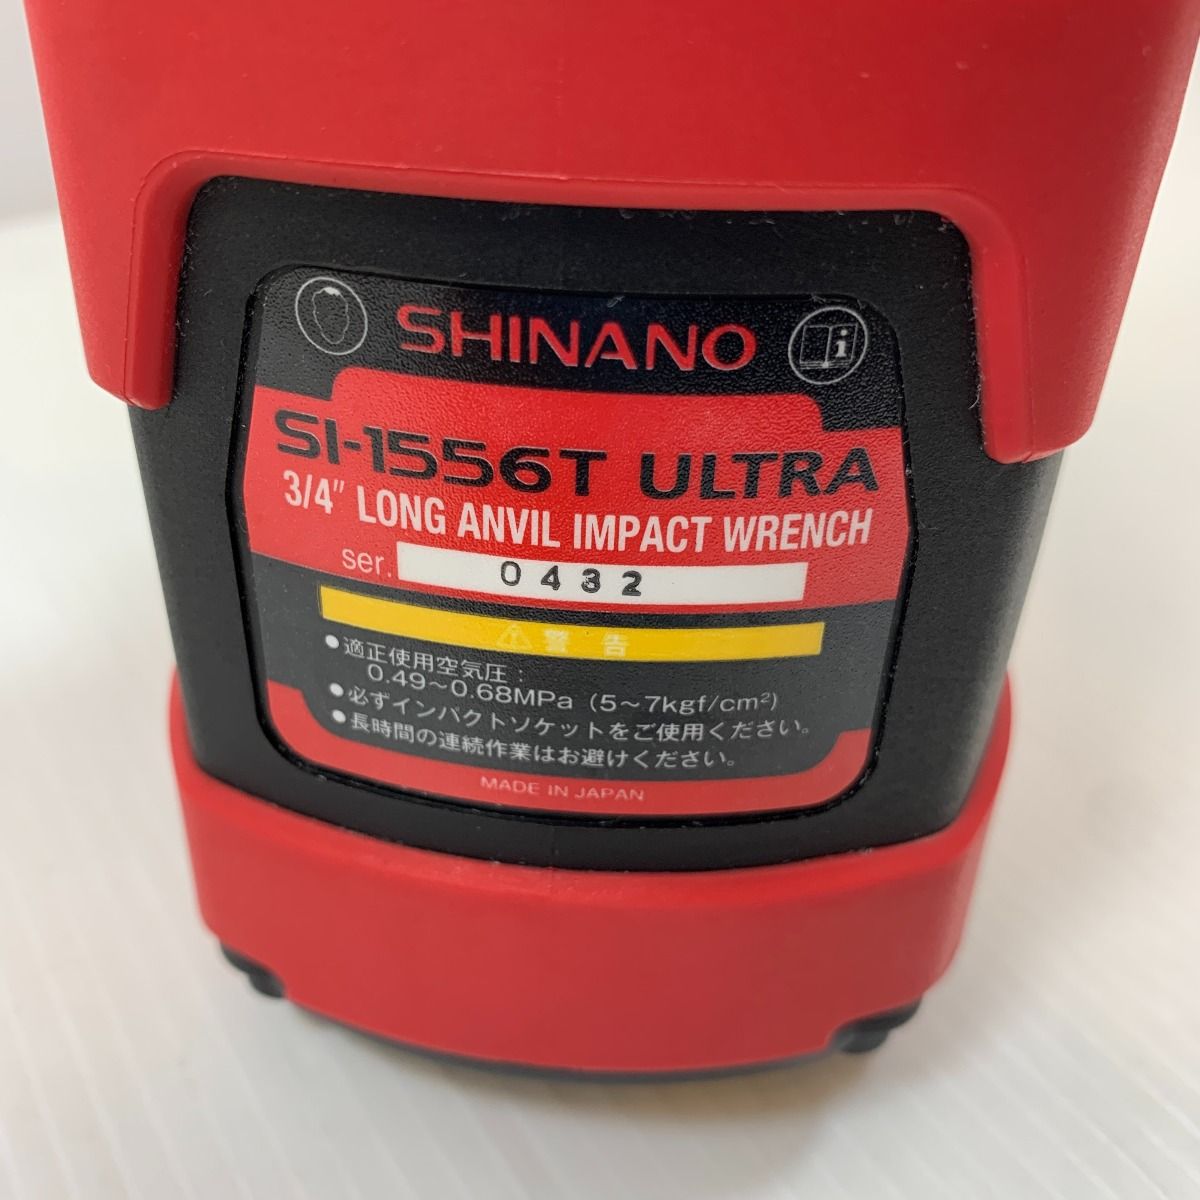 SHINANO
SI-1556T ULTRA
3/4" LONG ANVIL IMPACT WRENCH
ser. 0432
警告
●適正使用空気圧：
0.49～0.68MPa (5～7kgf/cm²)
●必ずインパクトソケットをご使用ください。
●長時間の連続作業はお避けください。
MADE IN JAPAN